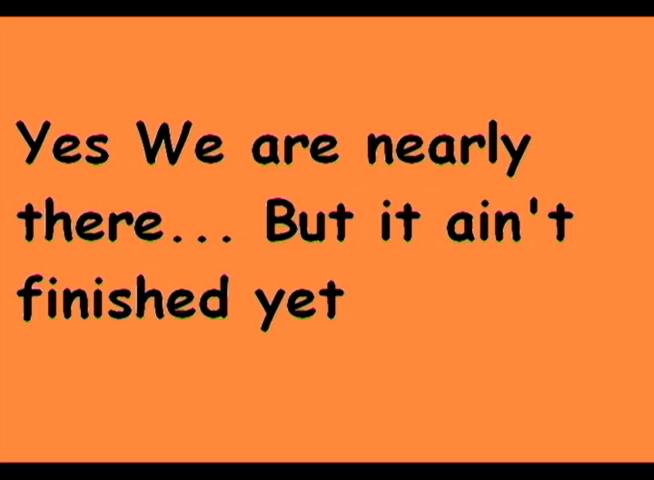 Yes We are nearly
there... But it ain't
finished yet